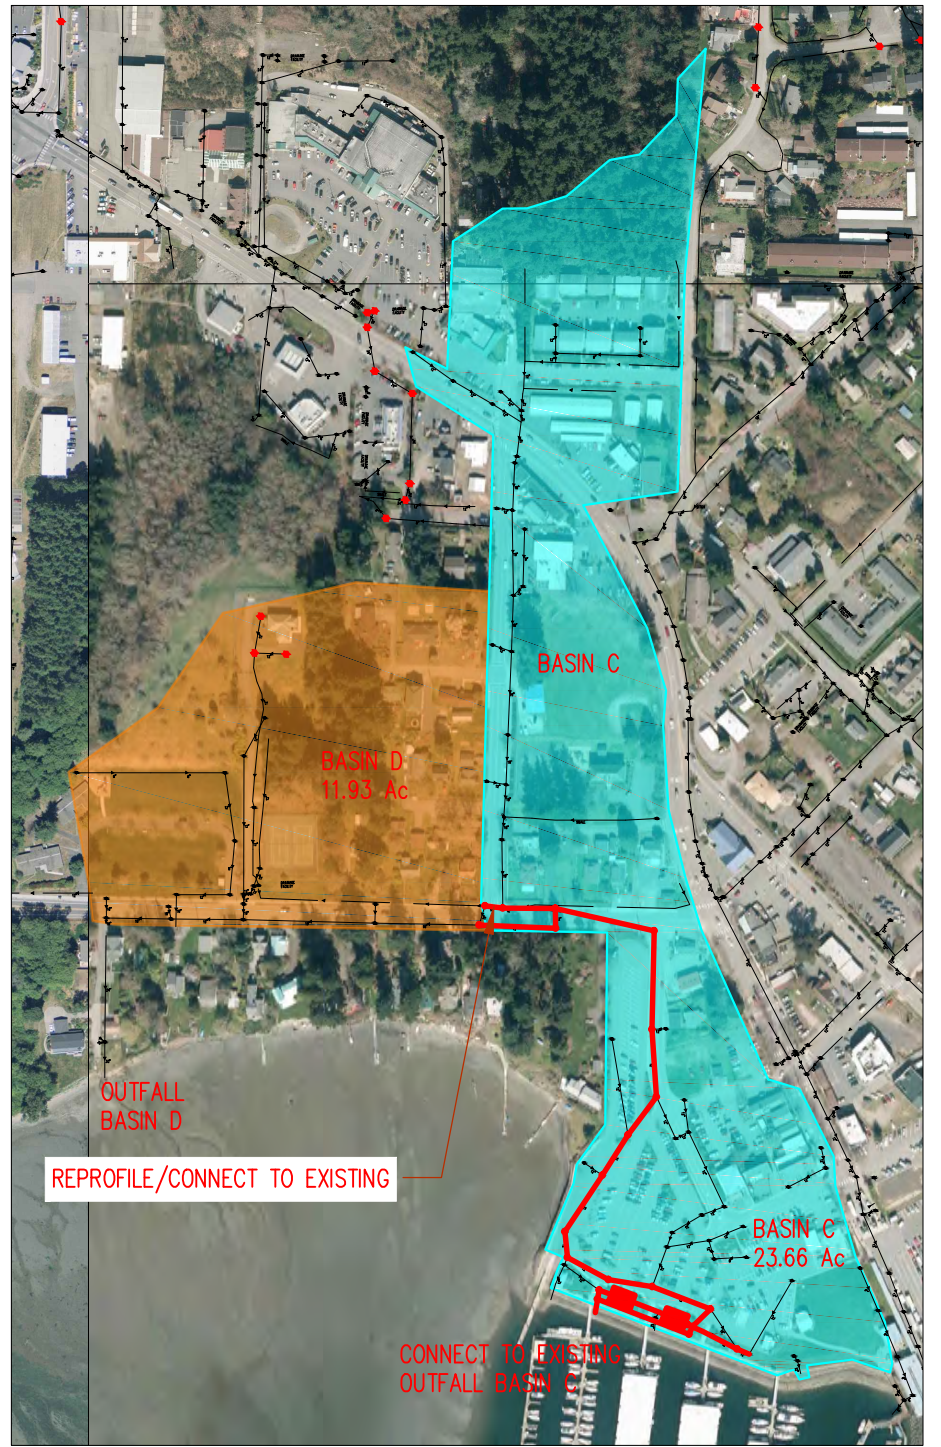 BASIN C
BASIN D
11.93 Ac
OUTFALL
BASIN D
REPROFILE/CONNECT TO EXISTING
BASIN C
23.66 Ac
CONNECT TO EXISTING
OUTFALL BASIN C